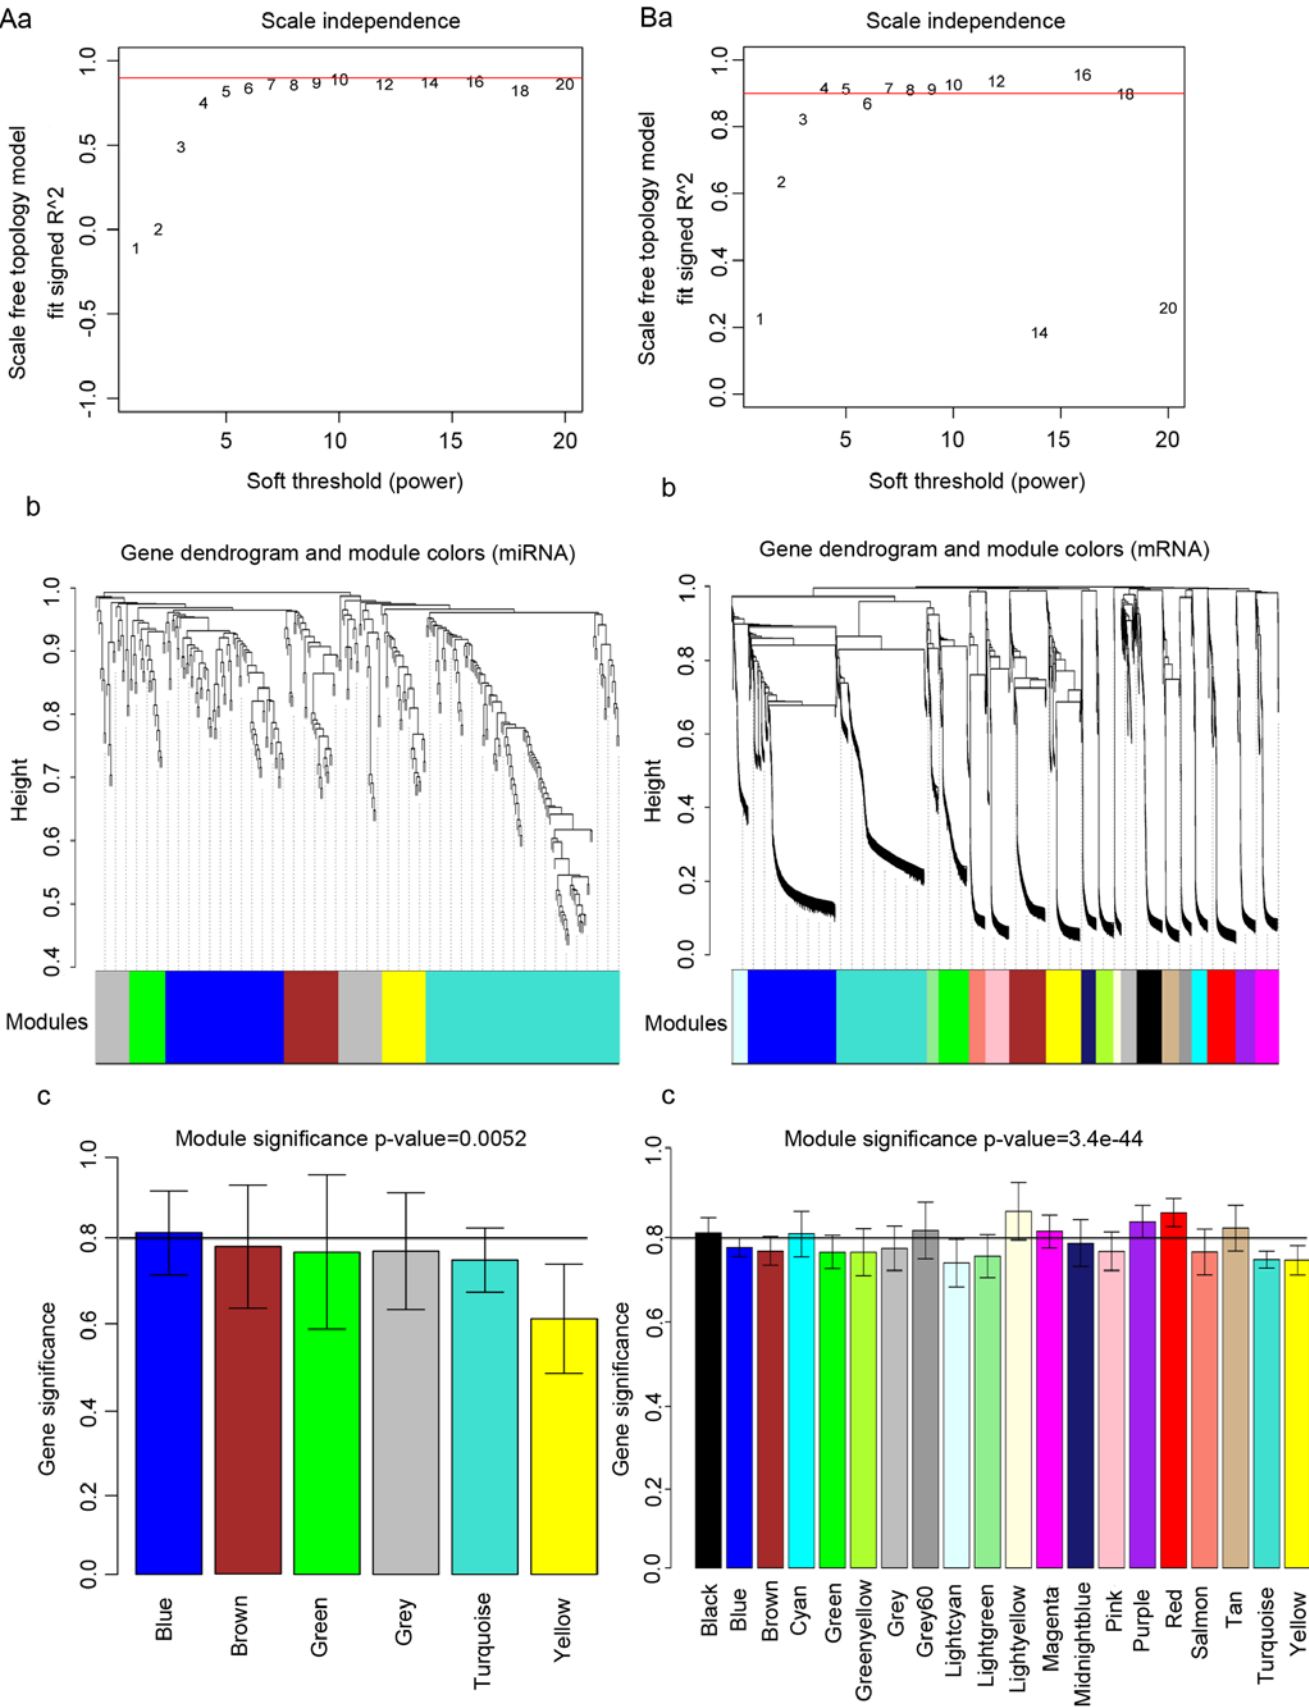 Aa
Scale independence
Scale free topology model
fit signed R^2
1.0
0.5
0.0
-0.5
-1.0
1
2
3
4
5
6
7
8
9
10
12
14
16
18
20
5
10
15
20
Soft threshold (power)
Ba
Scale independence
Scale free topology model
fit signed R^2
1.0
0.8
0.6
0.4
0.2
0.0
1
2
3
4
5
6
7
8
9
10
12
14
16
18
20
5
10
15
20
Soft threshold (power)
b
Gene dendrogram and module colors (miRNA)
Height
1.0
0.9
0.8
0.7
0.6
0.5
0.4
Modules
b
Gene dendrogram and module colors (mRNA)
Height
1.0
0.8
0.6
0.4
0.2
0.0
Modules
c
Module significance p-value=0.0052
Gene significance
1.0
0.8
0.6
0.4
0.2
0.0
Blue
Brown
Green
Grey
Turquoise
Yellow
c
Module significance p-value=3.4e-44
Gene significance
1.0
0.8
0.6
0.4
0.2
0.0
Black
Blue
Brown
Cyan
Green
Greenyellow
Grey
Grey60
Lightcyan
Lightgreen
Lightyellow
Magenta
Midnightblue
Pink
Purple
Red
Salmon
Tan
Turquoise
Yellow